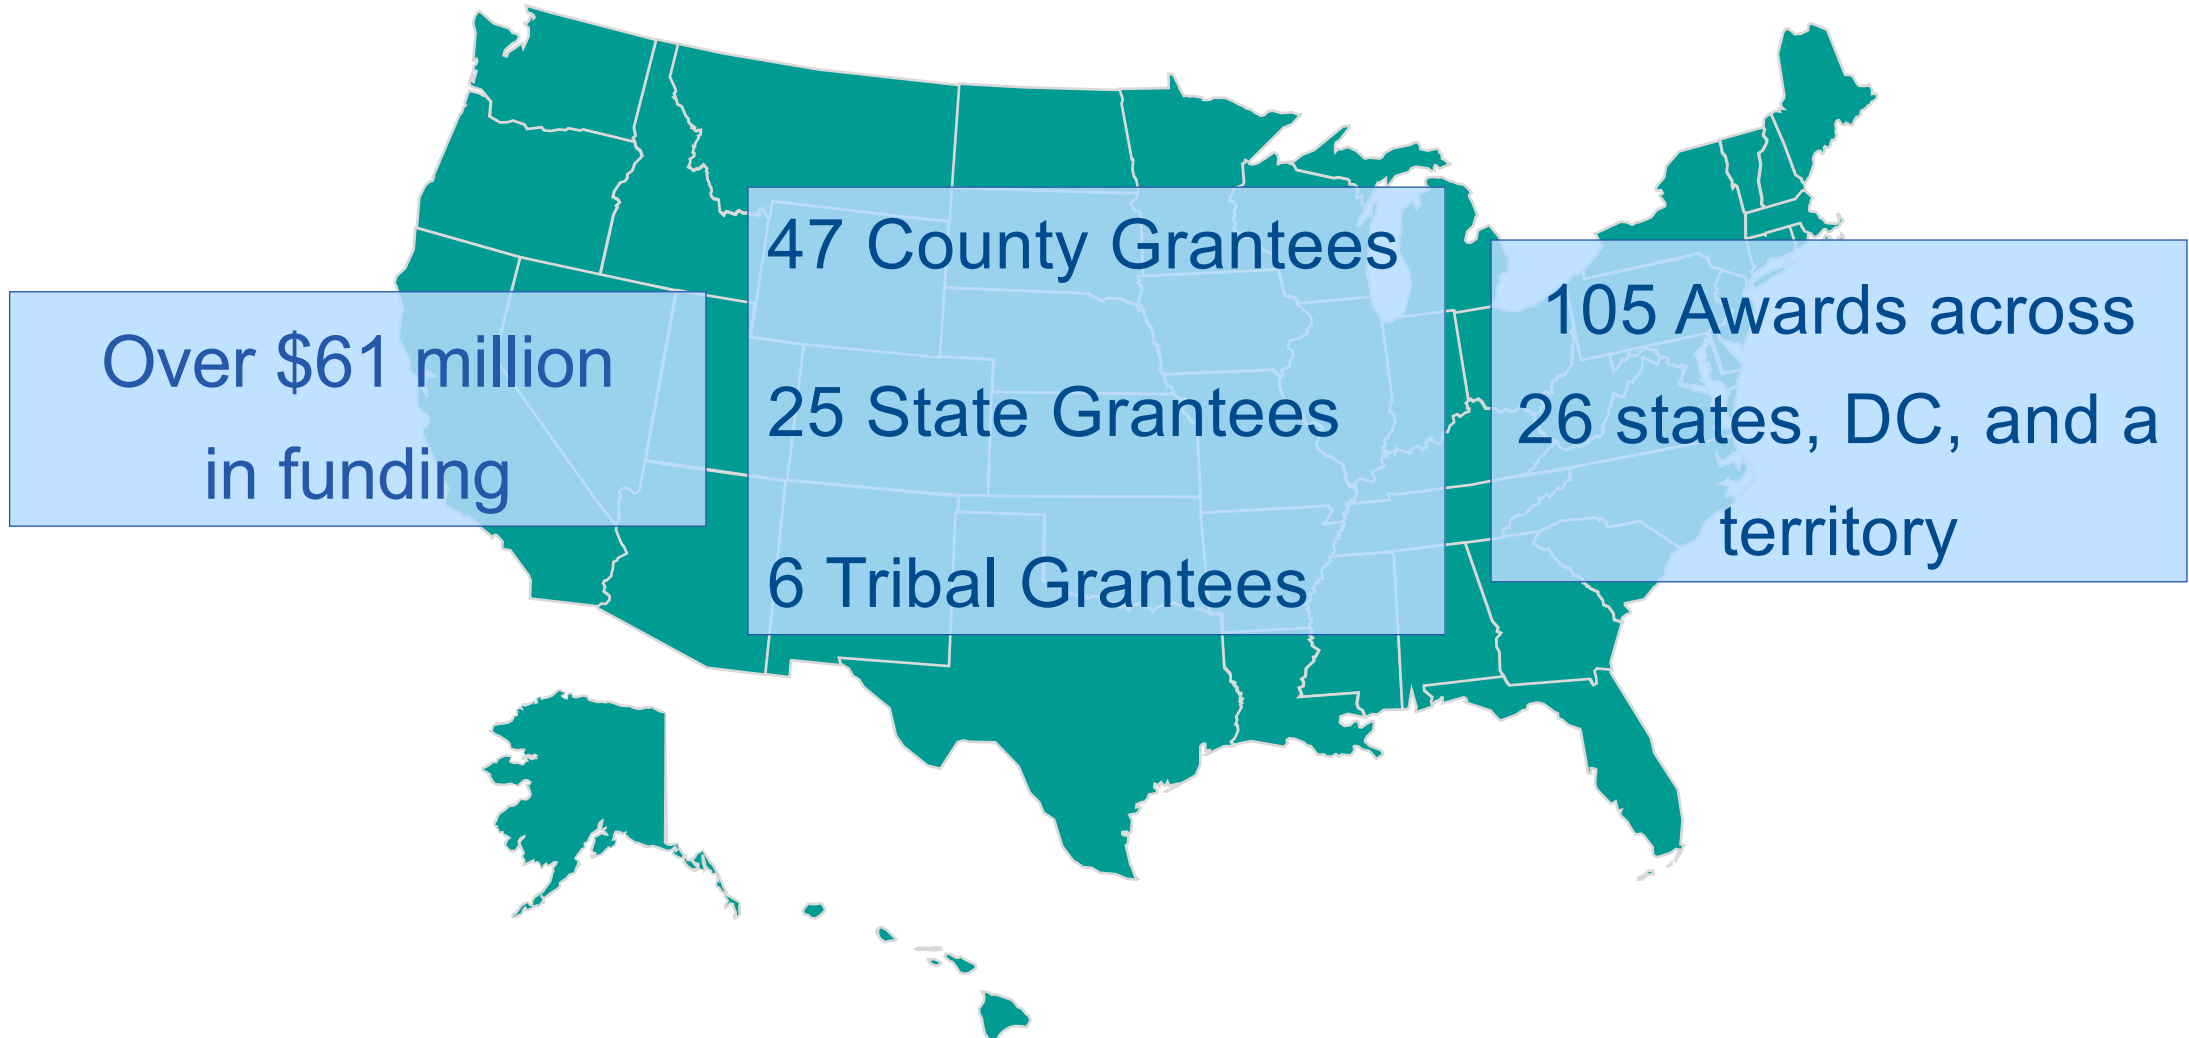 Over $61 million
in funding
47 County Grantees
25 State Grantees
6 Tribal Grantees
105 Awards across
26 states, DC, and a
territory